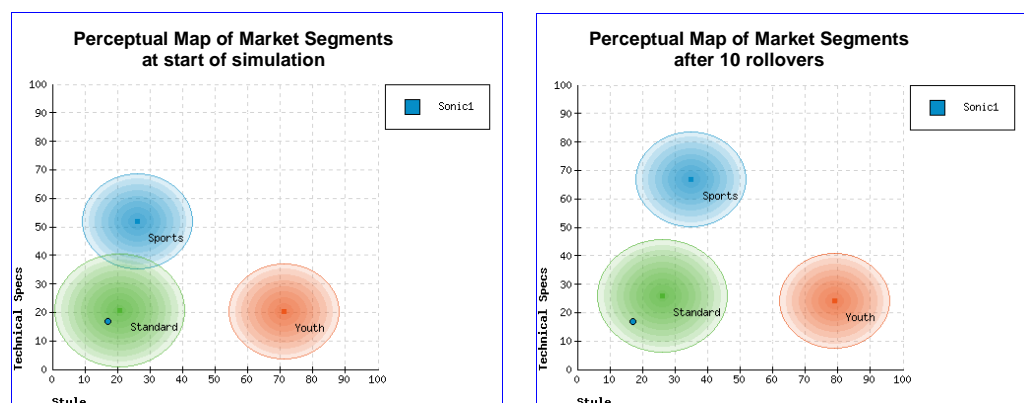 Perceptual Map of Market Segments
at start of simulation
Sonic1
100
90
80
70
60
50
40
30
20
10
0
Technical Specs
Sports
Standard
Youth
0 10 20 30 40 50 60 70 80 90 100
Style
Perceptual Map of Market Segments
after 10 rollovers
Sonic1
100
90
80
70
60
50
40
30
20
10
0
Technical Specs
Sports
Standard
Youth
0 10 20 30 40 50 60 70 80 90 100
Style